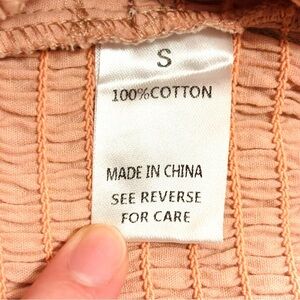 S
100%COTTON
MADE IN CHINA
SEE REVERSE
FOR CARE